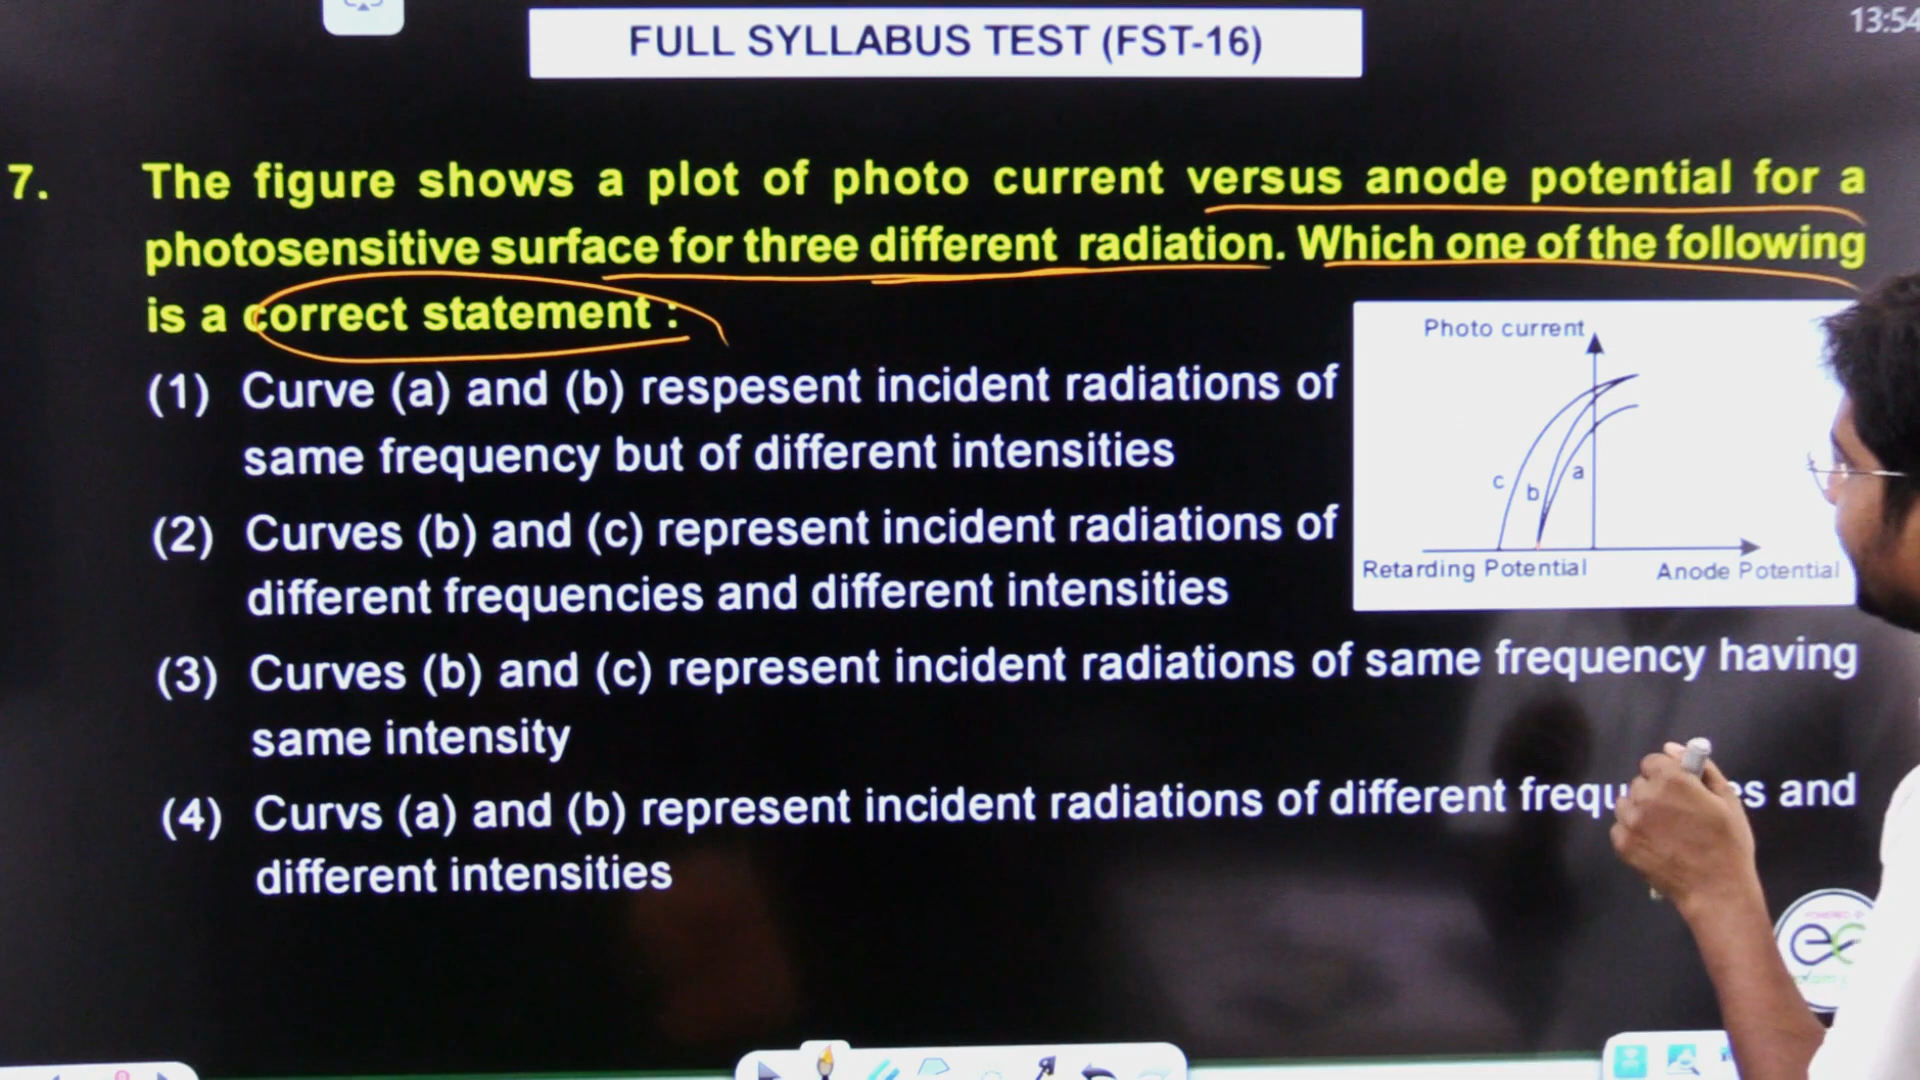 13:54
FULL SYLLABUS TEST (FST-16)
7. The figure shows a plot of photo current versus anode potential for a
photosensitive surface for three different radiation. Which one of the following
is a correct statement :
(1) Curve (a) and (b) respesent incident radiations of
same frequency but of different intensities
(2) Curves (b) and (c) represent incident radiations of
different frequencies and different intensities
(3) Curves (b) and (c) represent incident radiations of same frequency having
same intensity
(4) Curvs (a) and (b) represent incident radiations of different and
different intensities
Photo current
c b a
Retarding Potential Anode Potential